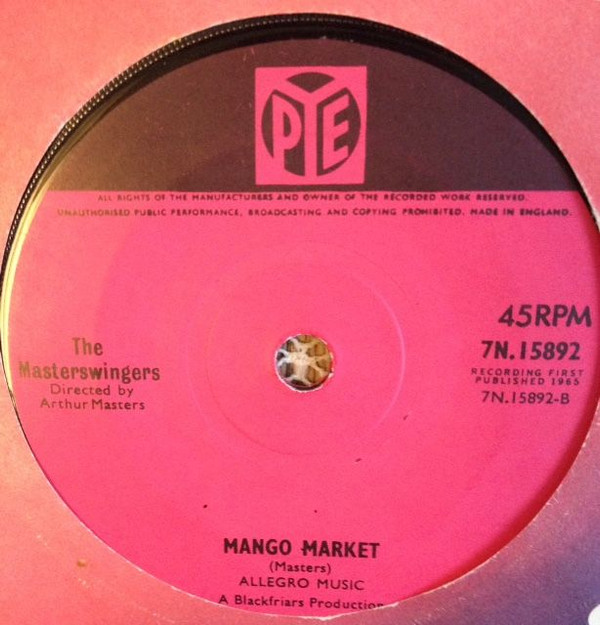 PYE
ALL RIGHTS OF THE MANUFACTURERS AND OWNER OF THE RECORDED WORK RESERVED.
UNAUTHORISED PUBLIC PERFORMANCE, BROADCASTING AND COPYING PROHIBITED. MADE IN ENGLAND.
45RPM
7N.15892
RECORDING FIRST
PUBLISHED 1965
7N.15892-B
The
Masterswingers
Directed by
Arthur Masters
MANGO MARKET
(Masters)
ALLEGRO MUSIC
A Blackfriars Production